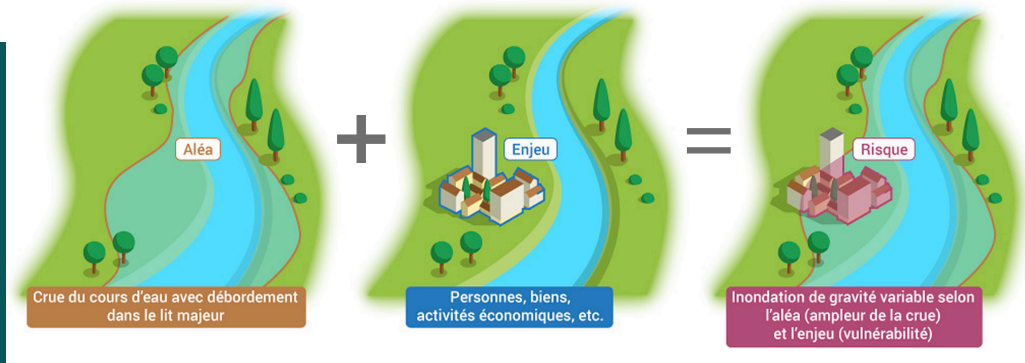 Aléa
Crue du cours d'eau avec débordement
dans le lit majeur
+
Enjeu
Personnes, biens,
activités économiques, etc.
=
Risque
Inondation de gravité variable selon
l'aléa (ampleur de la crue)
et l'enjeu (vulnérabilité)